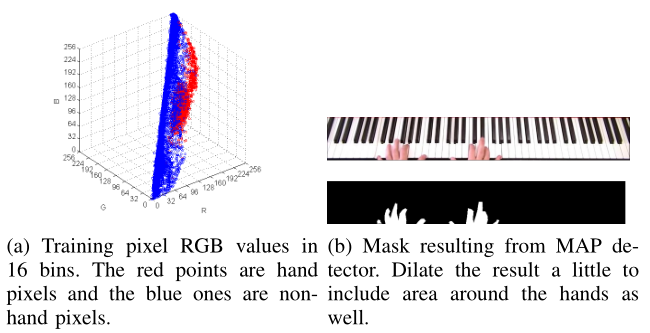 256
224
192
160
128
96
64
32
0
B
256
224
192
160
128
96
64
32
0
G
0
32
64
96
128
160
192
224
256
R
(a) Training pixel RGB values in
16 bins. The red points are hand
pixels and the blue ones are non-
hand pixels.
(b) Mask resulting from MAP de-
tector. Dilate the result a little to
include area around the hands as
well.